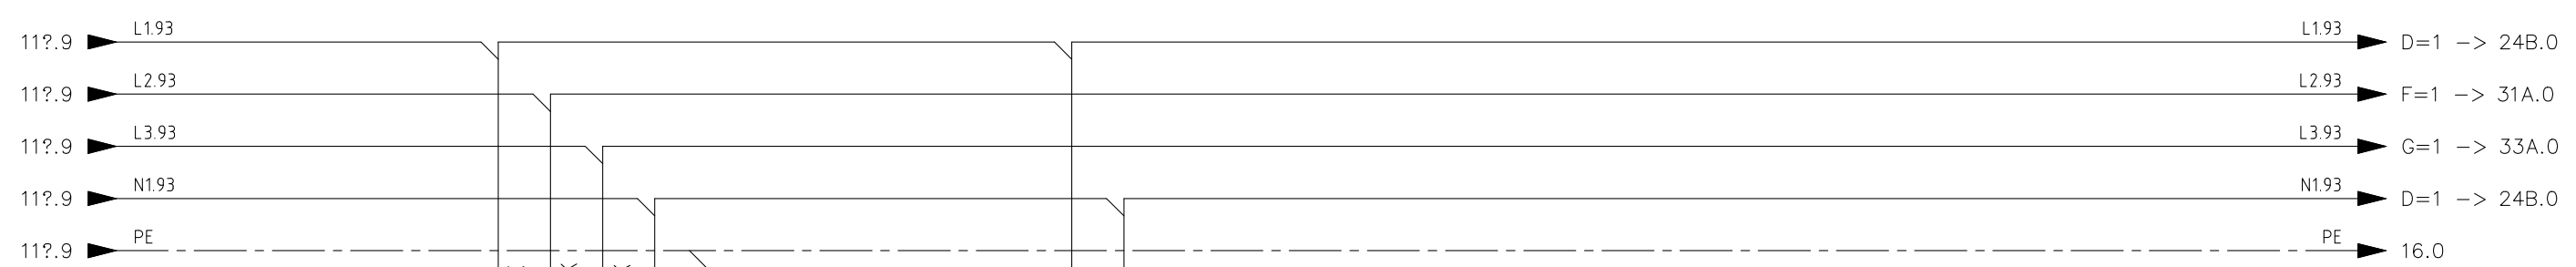 11?.9 L1.93 L1.93 D=1 -> 24B.0
11?.9 L2.93 L2.93 F=1 -> 31A.0
11?.9 L3.93 L3.93 G=1 -> 33A.0
11?.9 N1.93 N1.93 D=1 -> 24B.0
11?.9 PE PE 16.0